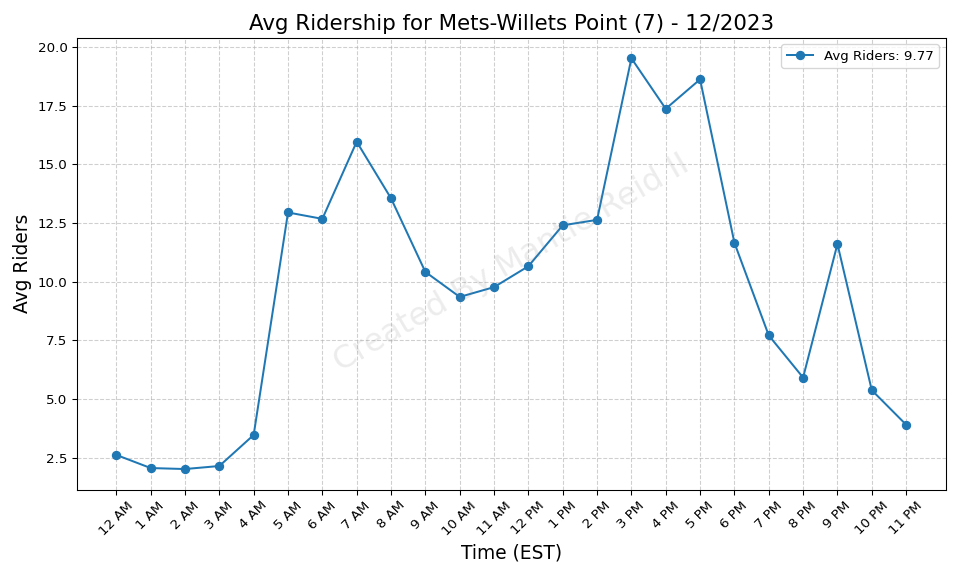 Avg Ridership for Mets-Willets Point (7) - 12/2023
Avg Riders: 9.77
20.0
17.5
15.0
12.5
10.0
7.5
5.0
2.5
Avg Riders
Created By Mantie Reid II
12 AM
1 AM
2 AM
3 AM
4 AM
5 AM
6 AM
7 AM
8 AM
9 AM
10 AM
11 AM
12 PM
1 PM
2 PM
3 PM
4 PM
5 PM
6 PM
7 PM
8 PM
9 PM
10 PM
11 PM
Time (EST)